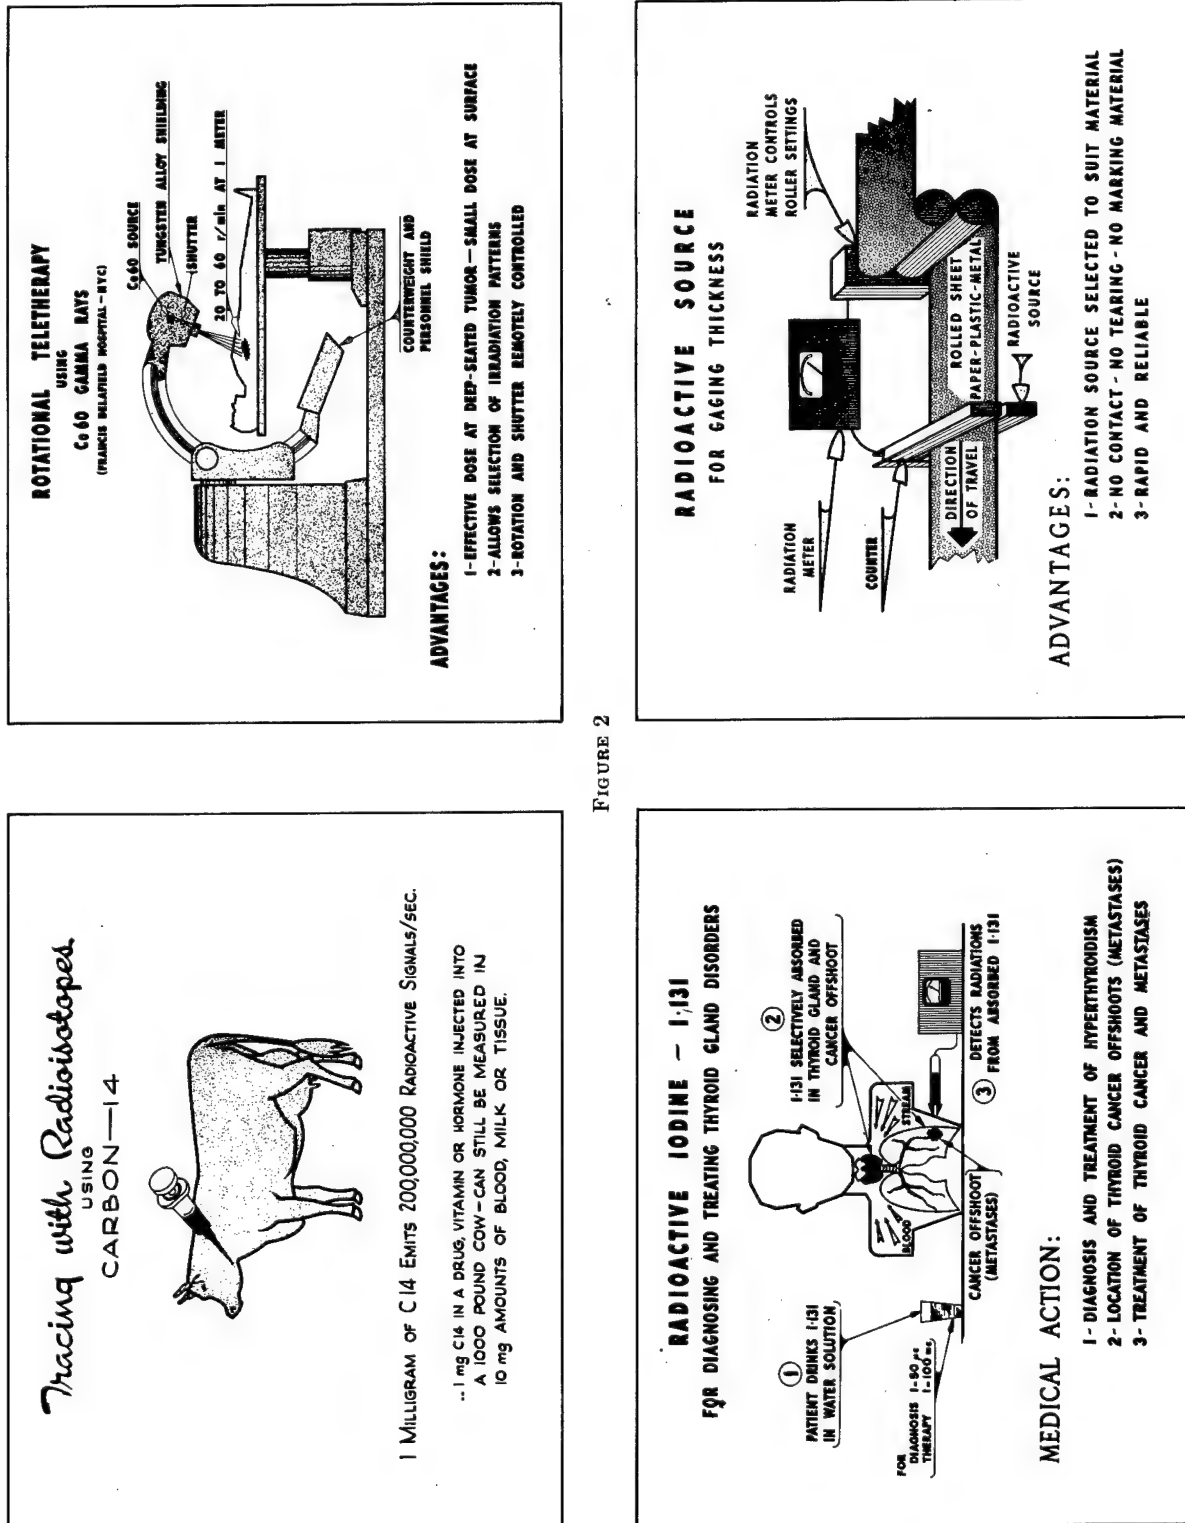 Tracing with Radioisotopes
USING
CARBON—14
1 MILLIGRAM OF C14 EMITS 200,000,000 RADIOACTIVE SIGNALS/SEC.
..1 mg C14 IN A DRUG, VITAMIN OR HORMONE INJECTED INTO
A 1000 POUND COW—CAN STILL BE MEASURED IN
10 mg AMOUNTS OF BLOOD, MILK OR TISSUE.
ROTATIONAL TELETHERAPY
USING
Co60 GAMMA RAYS
(FRANCIS DELAFIELD HOSPITAL-NYC)
Co60 SOURCE
TUNGSTEN ALLOY SHIELDING
SHUTTER
20 TO 60 r/min AT 1 METER
COUNTERWEIGHT AND
PERSONNEL SHIELD
ADVANTAGES:
1-EFFECTIVE DOSE AT DEEP-SEATED TUMOR—SMALL DOSE AT SURFACE
2-ALLOWS SELECTION OF IRRADIATION PATTERNS
3-ROTATION AND SHUTTER REMOTELY CONTROLLED
FIGURE 2
RADIOACTIVE IODINE — I-131
FOR DIAGNOSING AND TREATING THYROID GLAND DISORDERS
1
PATIENT DRINKS I-131
IN WATER SOLUTION
FOR
DIAGNOSIS 1-50 μc
THERAPY 1-100 mc
2
I-131 SELECTIVELY ABSORBED
IN THYROID GLAND AND
CANCER OFFSHOOT
BLOOD
STREAM
CANCER OFFSHOOT
(METASTASES)
3 DETECTS RADIATIONS
FROM ABSORBED I-131
MEDICAL ACTION:
1- DIAGNOSIS AND TREATMENT OF HYPERTHYROIDISM
2- LOCATION OF THYROID CANCER OFFSHOOTS (METASTASES)
3- TREATMENT OF THYROID CANCER AND METASTASES
RADIOACTIVE SOURCE
FOR GAGING THICKNESS
RADIATION
METER
COUNTER
RADIATION
METER CONTROLS
ROLLER SETTINGS
DIRECTION
OF TRAVEL
ROLLED SHEET
PAPER-PLASTIC-METAL
RADIOACTIVE
SOURCE
ADVANTAGES:
1- RADIATION SOURCE SELECTED TO SUIT MATERIAL
2- NO CONTACT - NO TEARING - NO MARKING MATERIAL
3- RAPID AND RELIABLE